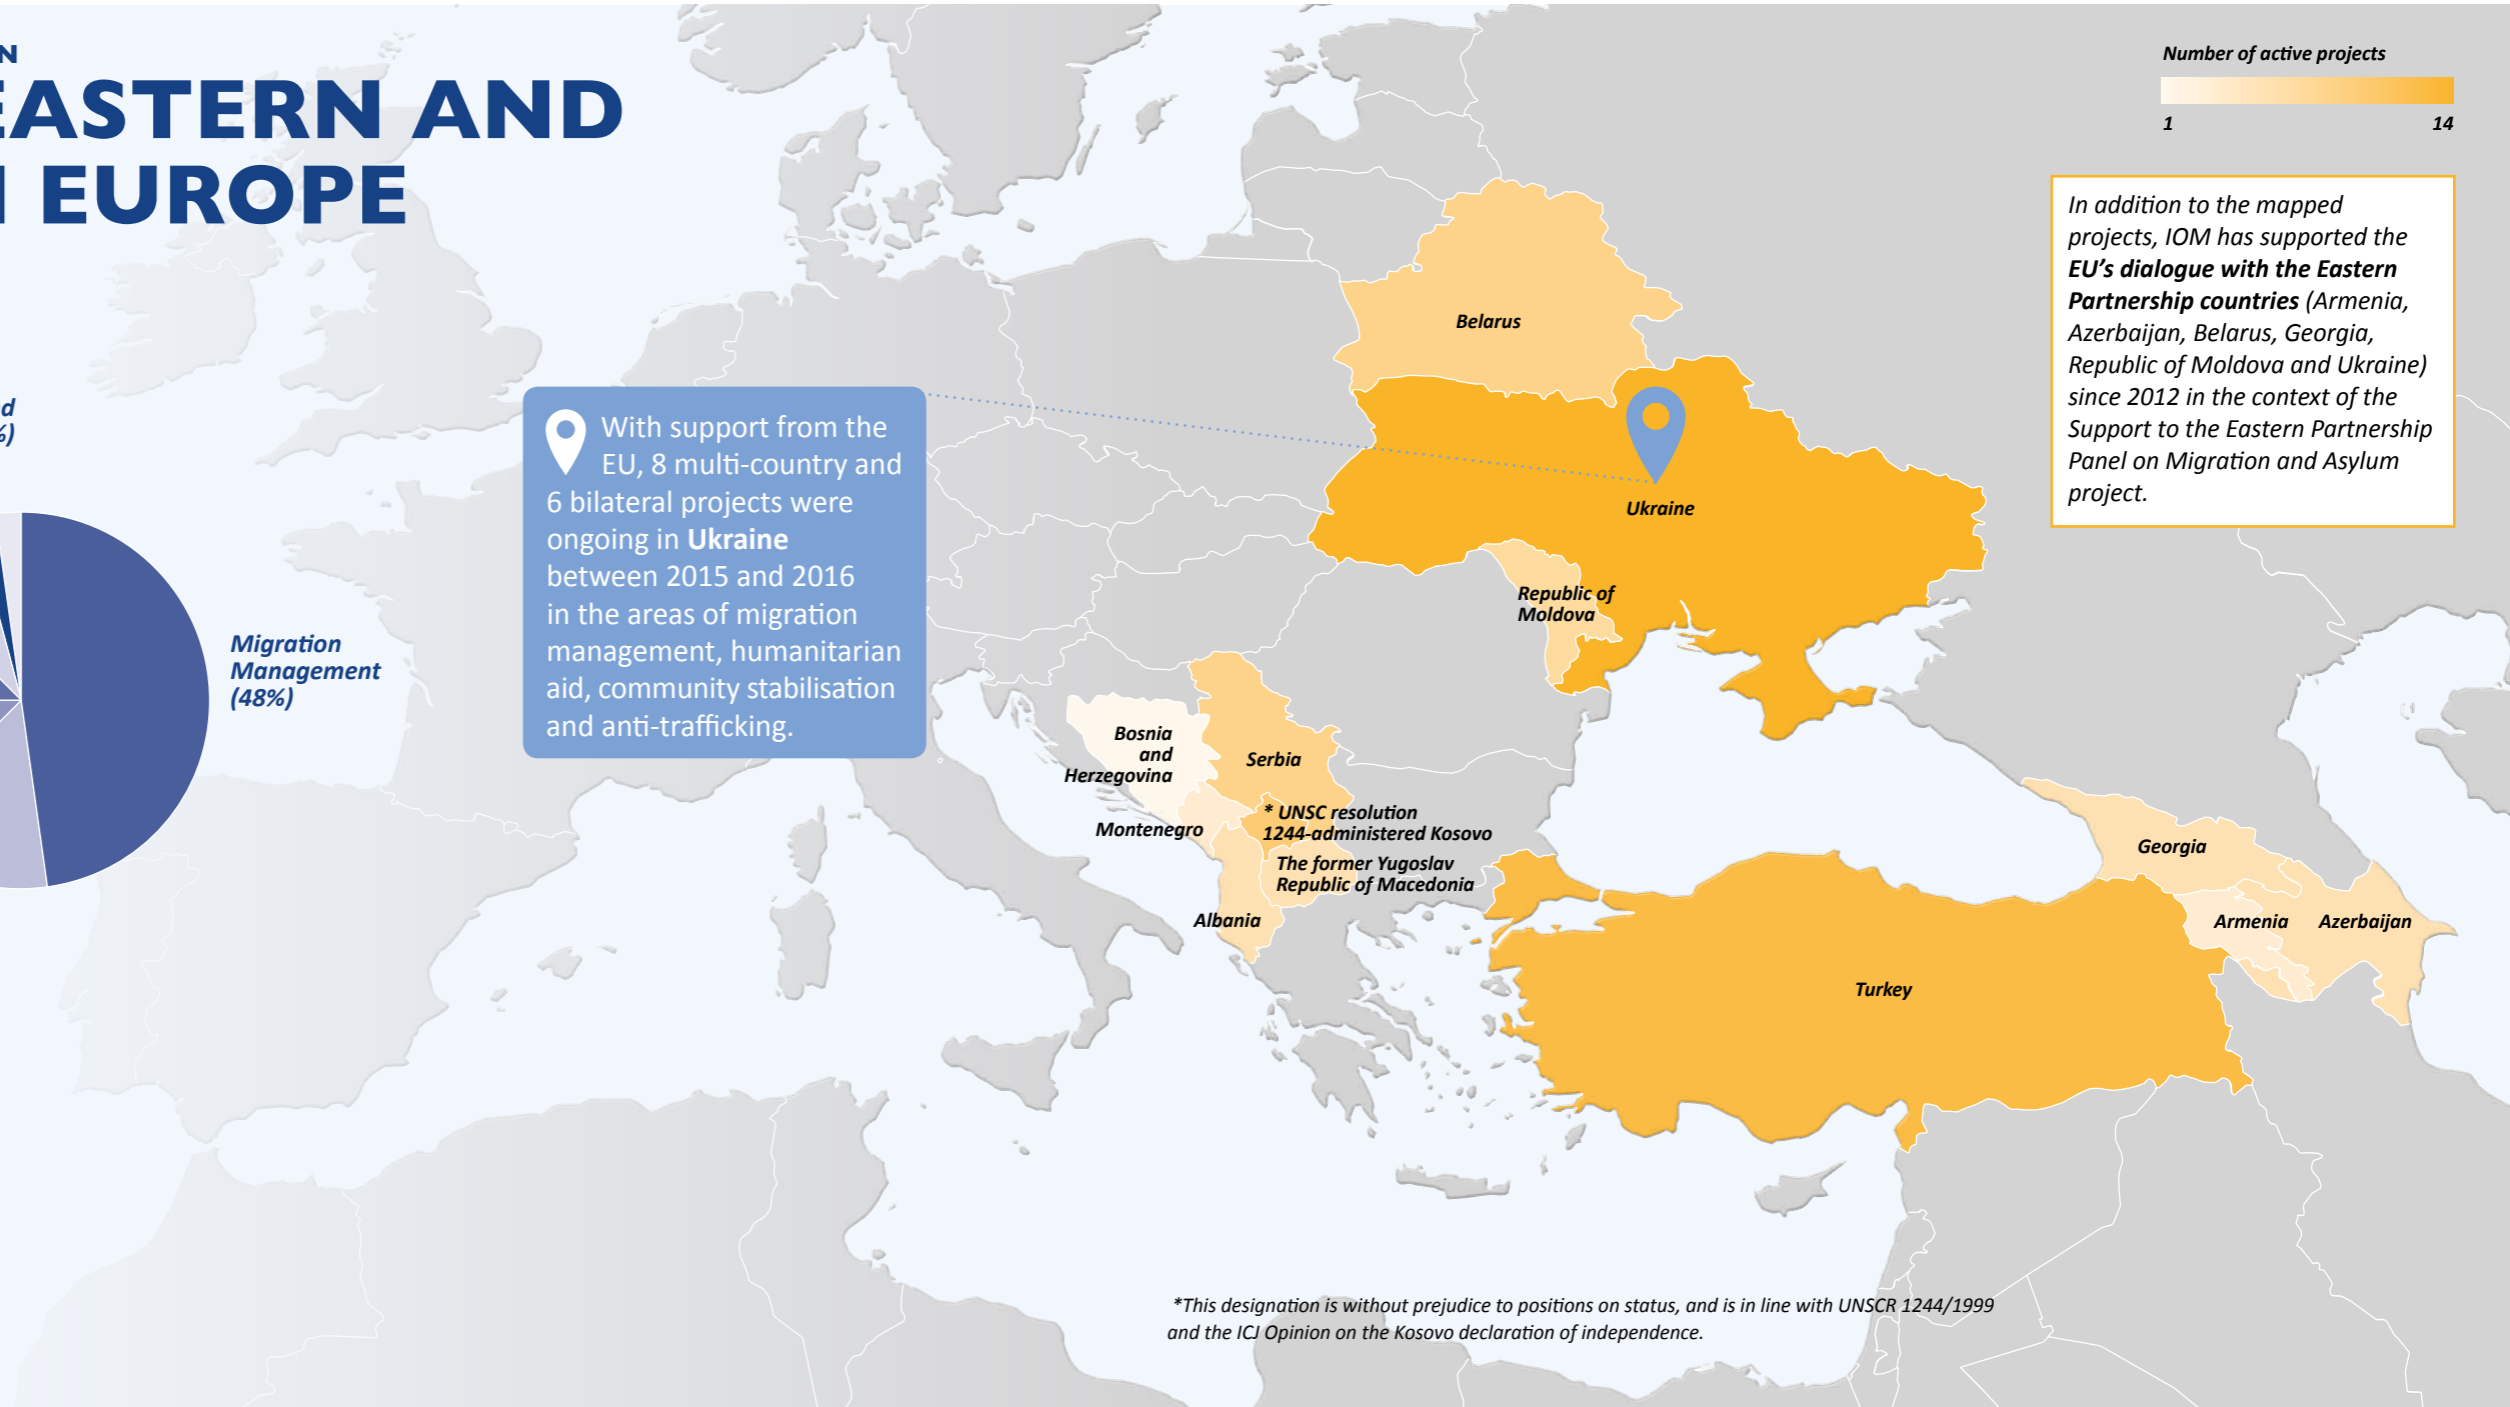 N
EASTERN AND
EUROPE
d
%)
Migration
Management
(48%)
With support from the
EU, 8 multi-country and
6 bilateral projects were
ongoing in Ukraine
between 2015 and 2016
in the areas of migration
management, humanitarian
aid, community stabilisation
and anti-trafficking.
Number of active projects
1 14
In addition to the mapped
projects, IOM has supported the
EU’s dialogue with the Eastern
Partnership countries (Armenia,
Azerbaijan, Belarus, Georgia,
Republic of Moldova and Ukraine)
since 2012 in the context of the
Support to the Eastern Partnership
Panel on Migration and Asylum
project.
Belarus
Ukraine
Republic of
Moldova
Bosnia
and
Herzegovina
Serbia
Montenegro
* UNSC resolution
1244-administered Kosovo
The former Yugoslav
Republic of Macedonia
Albania
Georgia
Armenia
Azerbaijan
Turkey
*This designation is without prejudice to positions on status, and is in line with UNSCR 1244/1999
and the ICJ Opinion on the Kosovo declaration of independence.